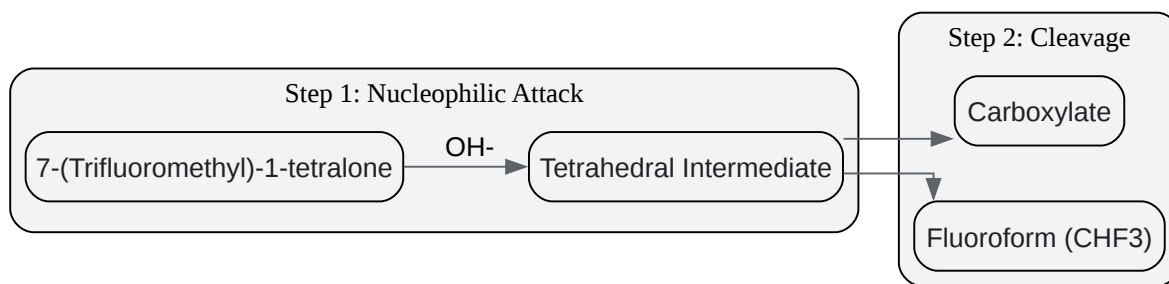 Step 2: Cleavage
Step 1: Nucleophilic Attack
Carboxylate
7-(Trifluoromethyl)-1-tetralone
OH-
Tetrahedral Intermediate
Fluoroform (CHF3)